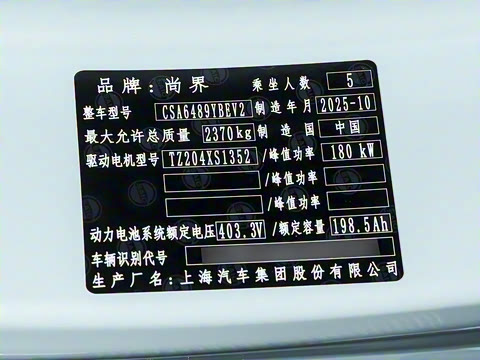 品牌：尚界 乘坐人数 5
整车型号 CSA6489YBEV2 制造年月 2025-10
最大允许总质量 2370kg 制造国 中国
驱动电机型号 TZ204XS1352 /峰值功率 180 kW
/峰值功率
/峰值功率
动力电池系统额定电压 403.3V /额定容量 198.5Ah
车辆识别代号
生产厂名：上海汽车集团股份有限公司